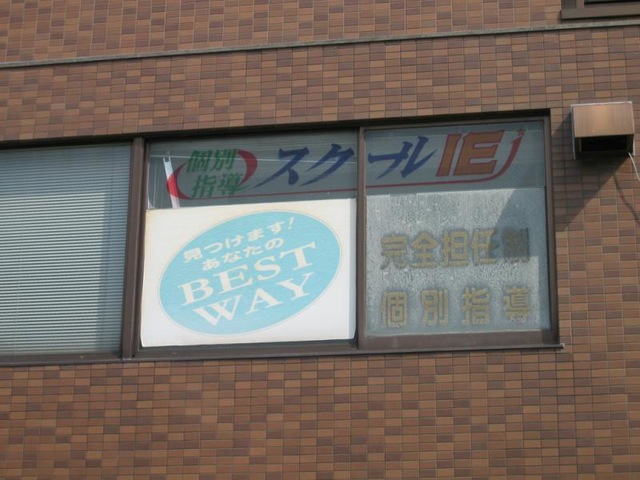 個別
指導
スクールIE
見つけます!
あなたの
BEST
WAY
完全担任制
個別指導